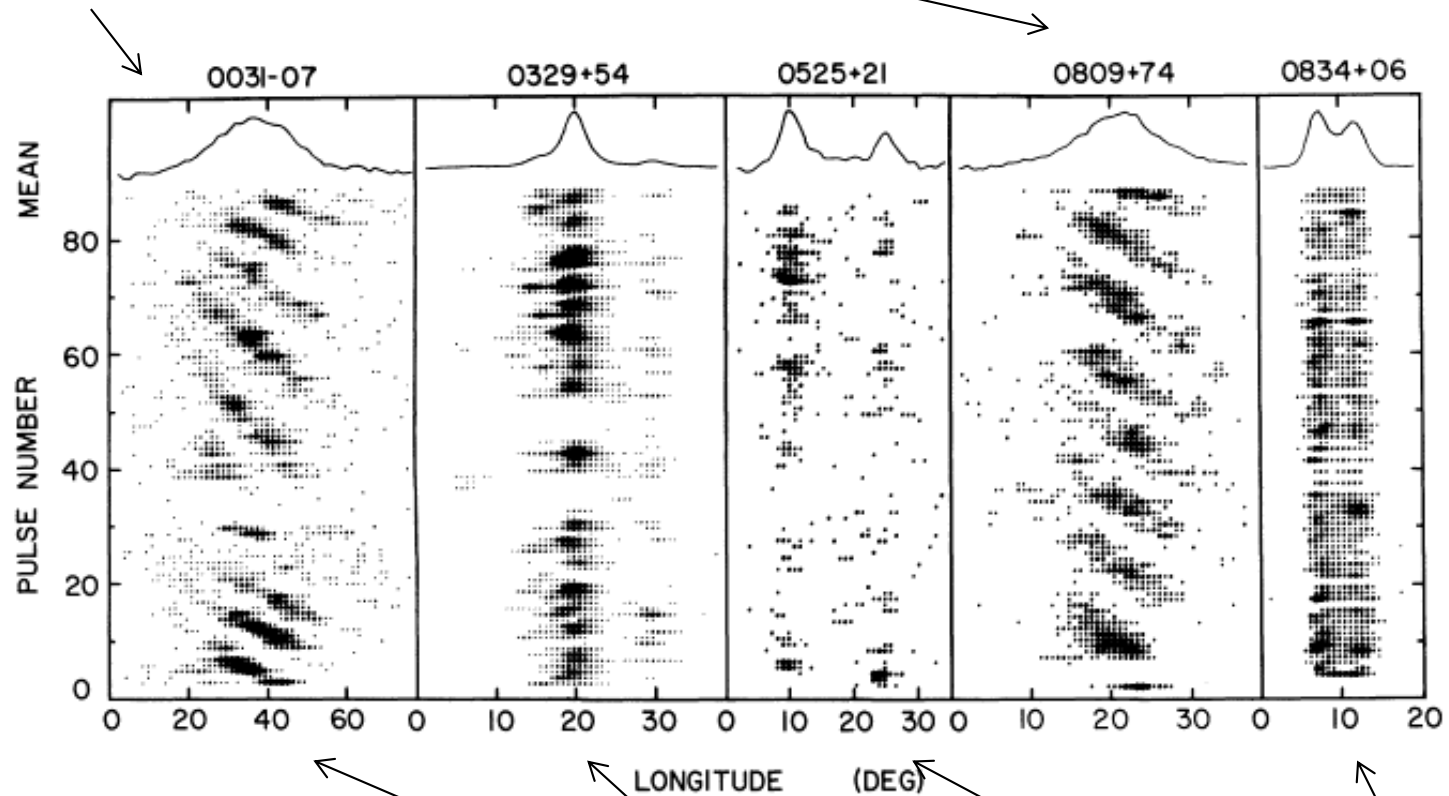 0031-07 0329+54 0525+21 0809+74 0834+06
MEAN
PULSE NUMBER
80
60
40
20
0
0 20 40 60 0 10 20 30 0 10 20 30 0 10 20 30 0 10 20
LONGITUDE (DEG)